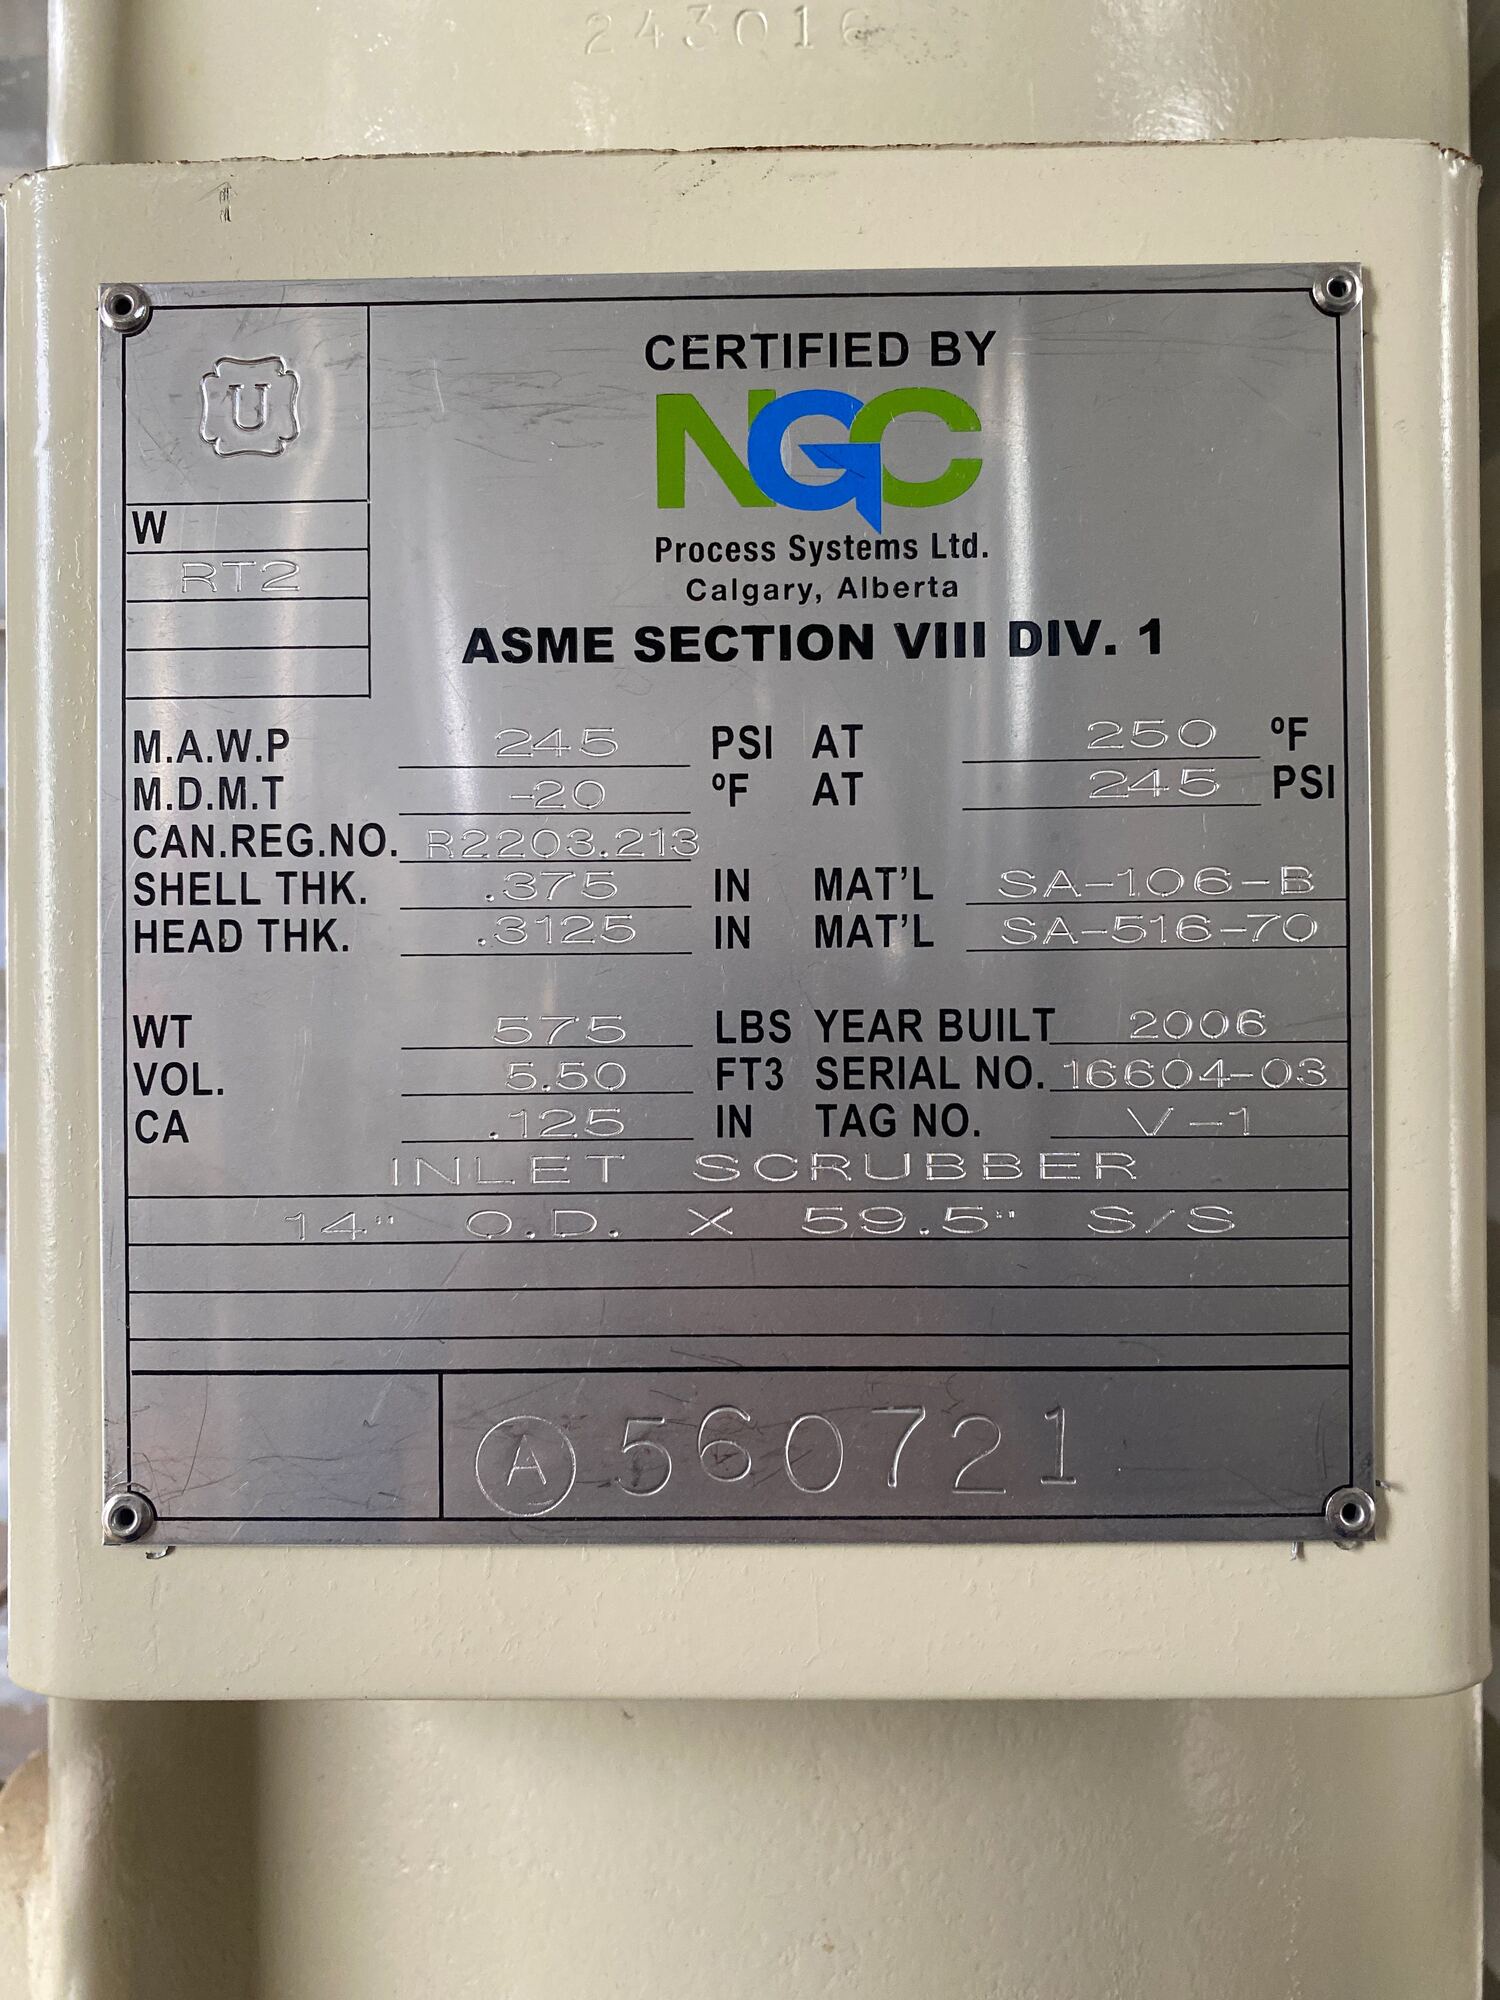 243016
U
CERTIFIED BY
NGC
W
RT2
Process Systems Ltd.
Calgary, Alberta
ASME SECTION VIII DIV. 1
M.A.W.P 245 PSI AT 250 ºF
M.D.M.T -20 ºF AT 245 PSI
CAN.REG.NO. R2203.213
SHELL THK. .375 IN MAT'L SA-106-B
HEAD THK. .3125 IN MAT'L SA-516-70
WT 575 LBS YEAR BUILT 2006
VOL. 5.50 FT3 SERIAL NO. 16604-03
CA .125 IN TAG NO. V-1
INLET SCRUBBER
14" O.D. X 59.5" S/S
A 560721